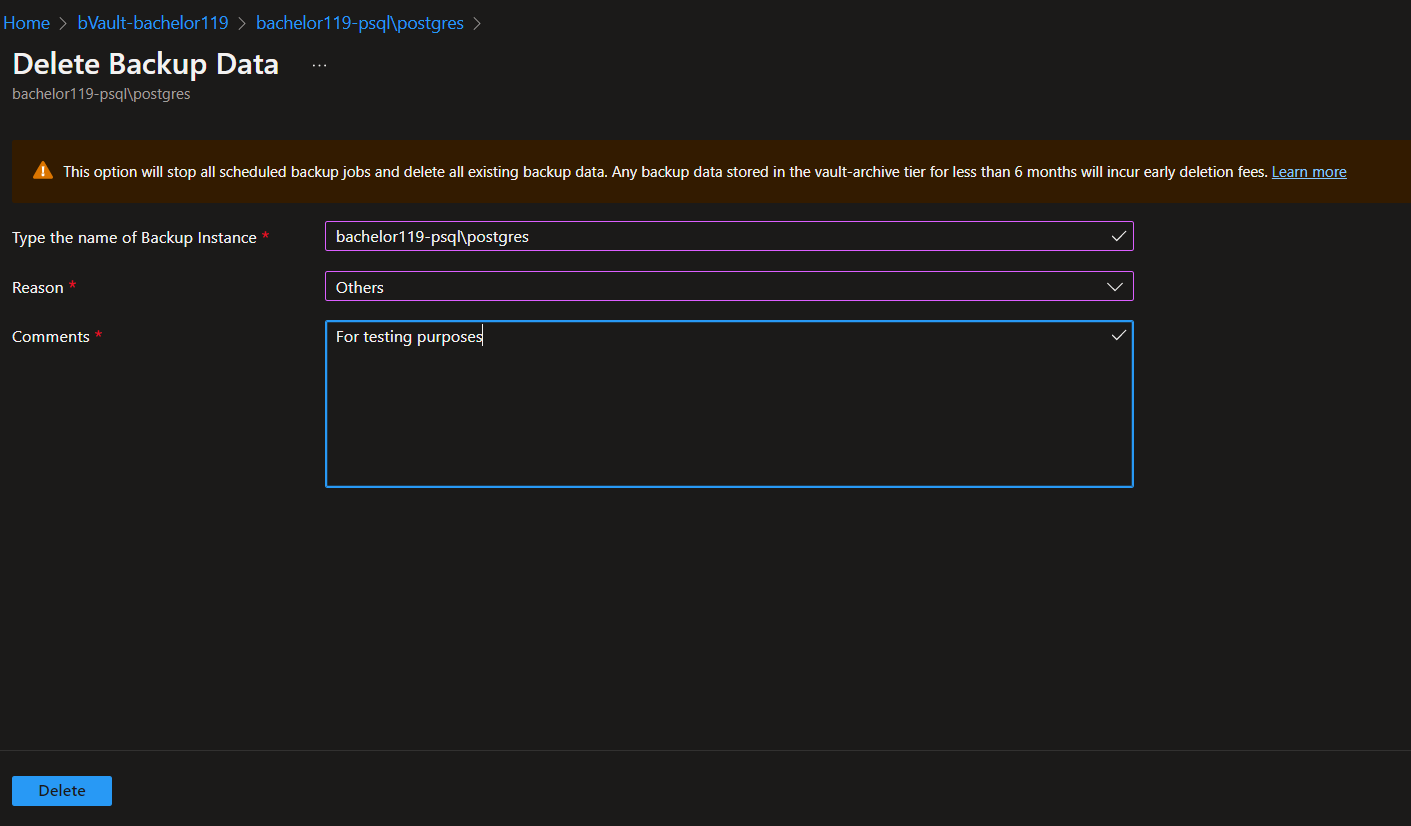 Home > bVault-bachelor119 > bachelor119-psql\postgres >
Delete Backup Data ...
bachelor119-psql\postgres
This option will stop all scheduled backup jobs and delete all existing backup data. Any backup data stored in the vault-archive tier for less than 6 months will incur early deletion fees. Learn more
Type the name of Backup Instance * bachelor119-psql\postgres
Reason * Others
Comments * For testing purposes
Delete